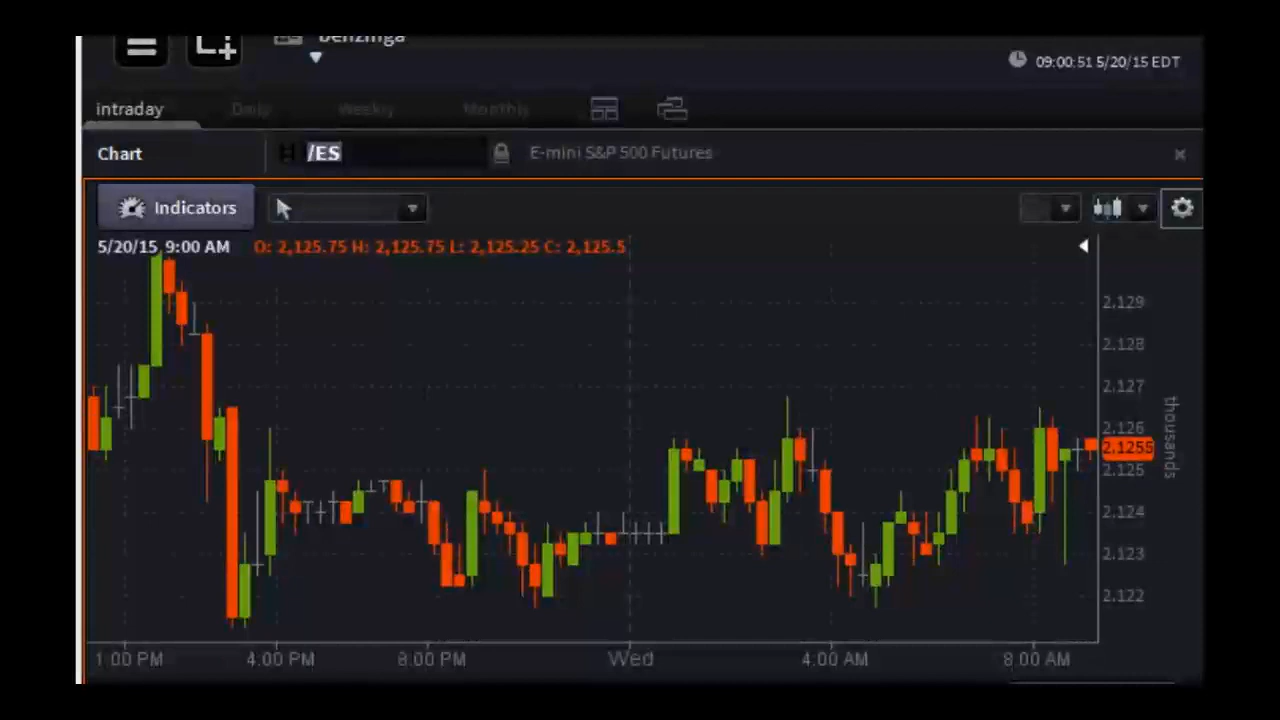 benzinga
09:00:51 5/20/15 EDT
intraday Daily Weekly Monthly
Chart /ES E-mini S&P 500 Futures
Indicators
5/20/15 9:00 AM O: 2,125.75 H: 2,125.75 L: 2,125.25 C: 2,125.5
2.129
2.128
2.127
2.126
2.1255
2.125
2.124
2.123
2.122
thousands
1:00 PM 4:00 PM 8:00 PM Wed 4:00 AM 8:00 AM